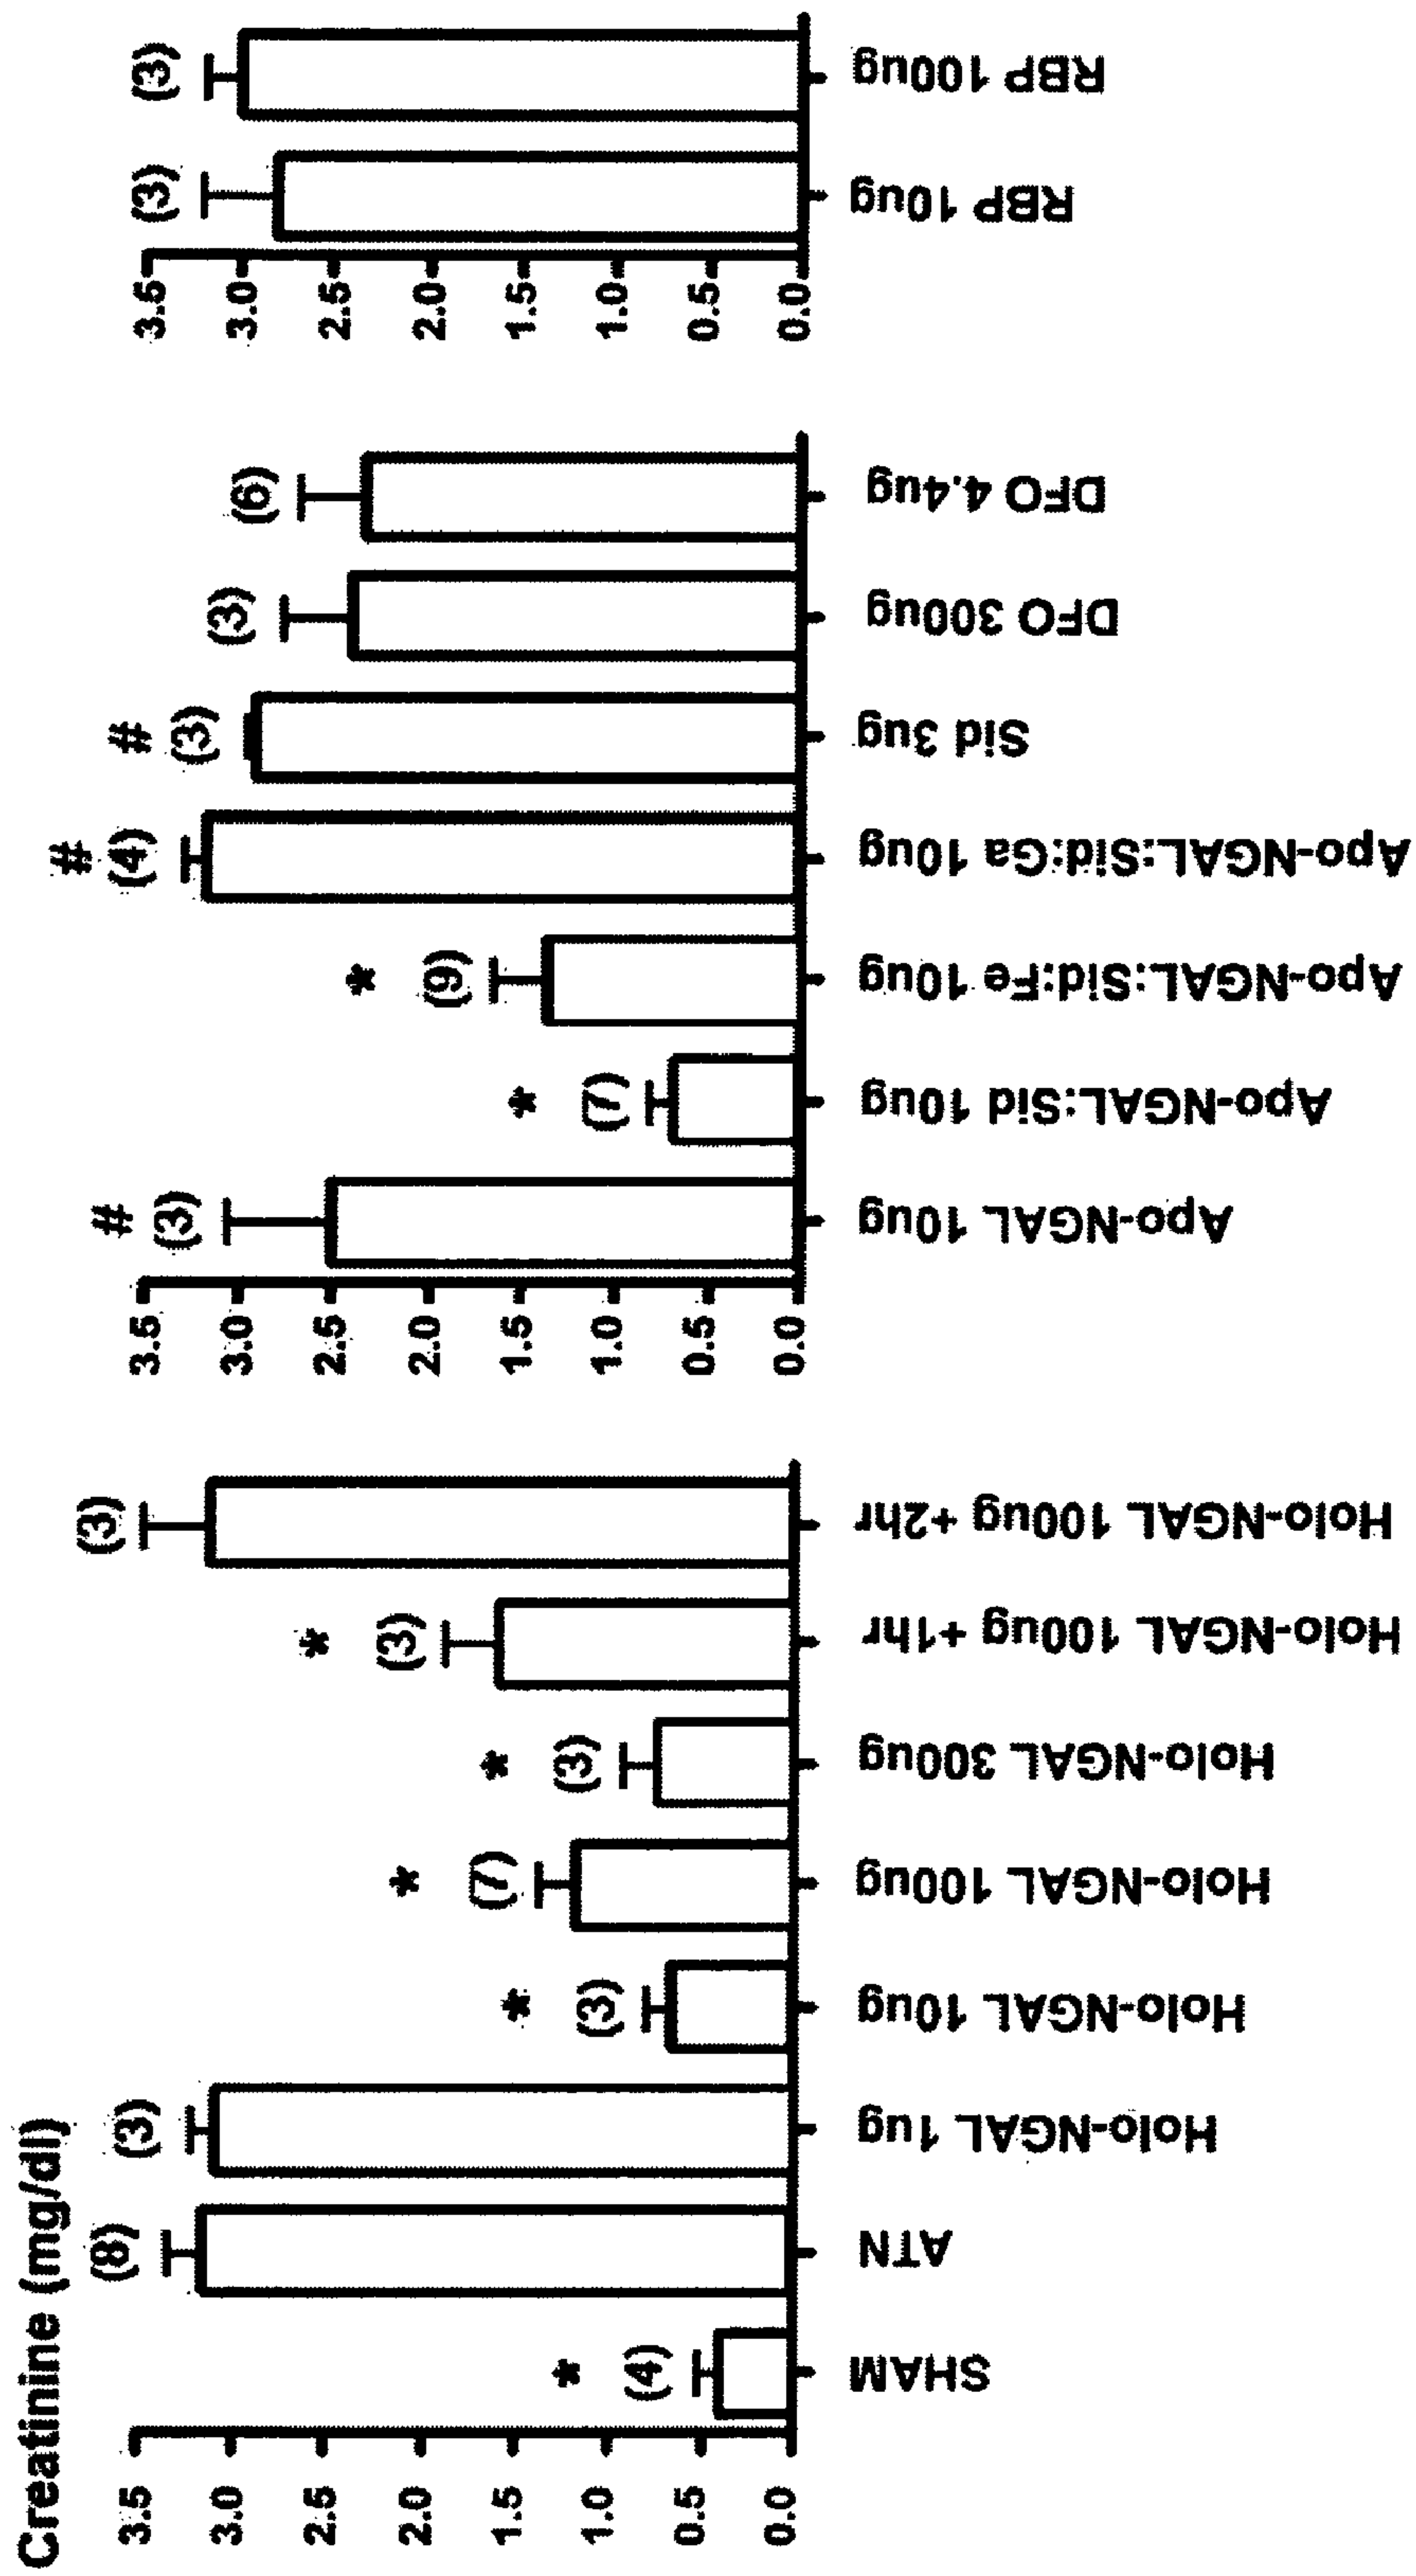 Creatinine (mg/dl)
3.5
3.0
2.5
2.0
1.5
1.0
0.5
0.0
*
(4)
(8)
(3)
*
(3)
*
(7)
*
(3)
*
(3)
(3)
SHAM
ATN
Holo-NGAL 1ug
Holo-NGAL 10ug
Holo-NGAL 100ug
Holo-NGAL 300ug
Holo-NGAL 100ug +1hr
Holo-NGAL 100ug +2hr
3.5
3.0
2.5
2.0
1.5
1.0
0.5
0.0
#
(3)
*
(7)
*
(9)
#
(4)
#
(3)
(3)
(6)
Apo-NGAL 10ug
Apo-NGAL:Sid 10ug
Apo-NGAL:Sid:Fe 10ug
Apo-NGAL:Sid:Ga 10ug
Sid 3ug
DFO 300ug
DFO 4.4ug
3.5
3.0
2.5
2.0
1.5
1.0
0.5
0.0
(3)
(3)
RBP 10ug
RBP 100ug